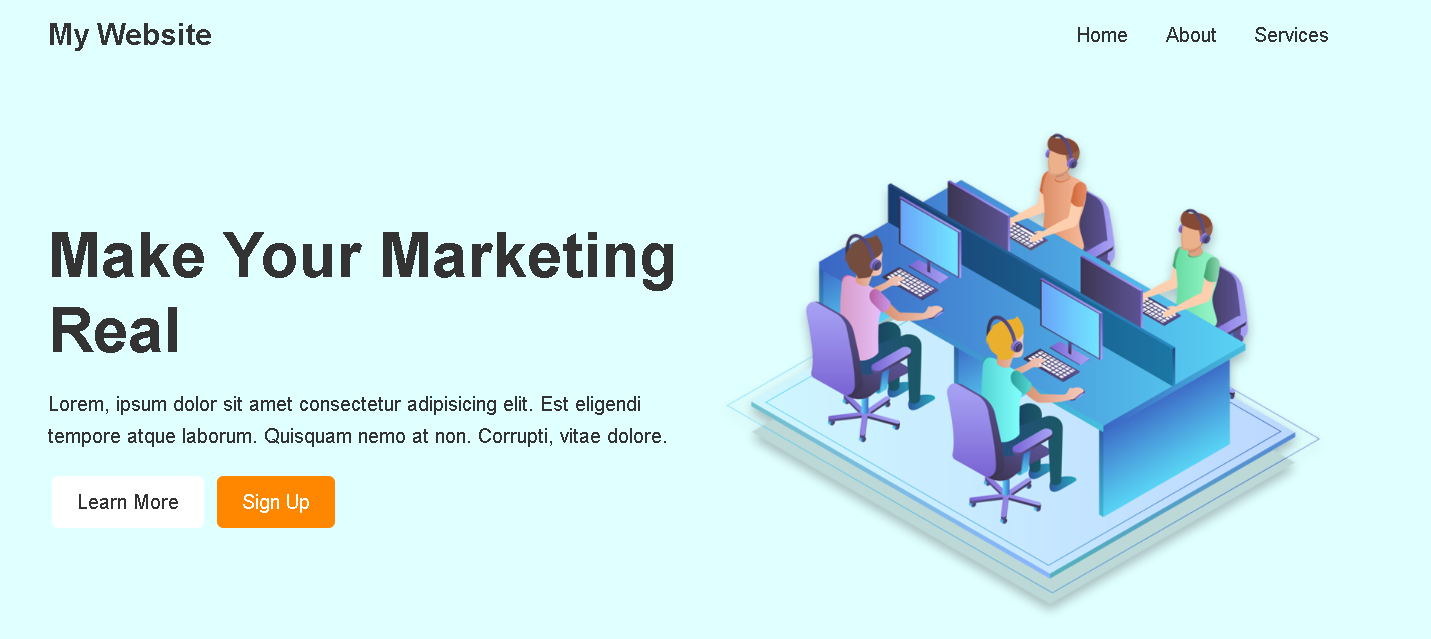 My Website
Home About Services
Make Your Marketing
Real
Lorem, ipsum dolor sit amet consectetur adipisicing elit. Est eligendi
tempore atque laborum. Quisquam nemo at non. Corrupti, vitae dolore.
Learn More Sign Up